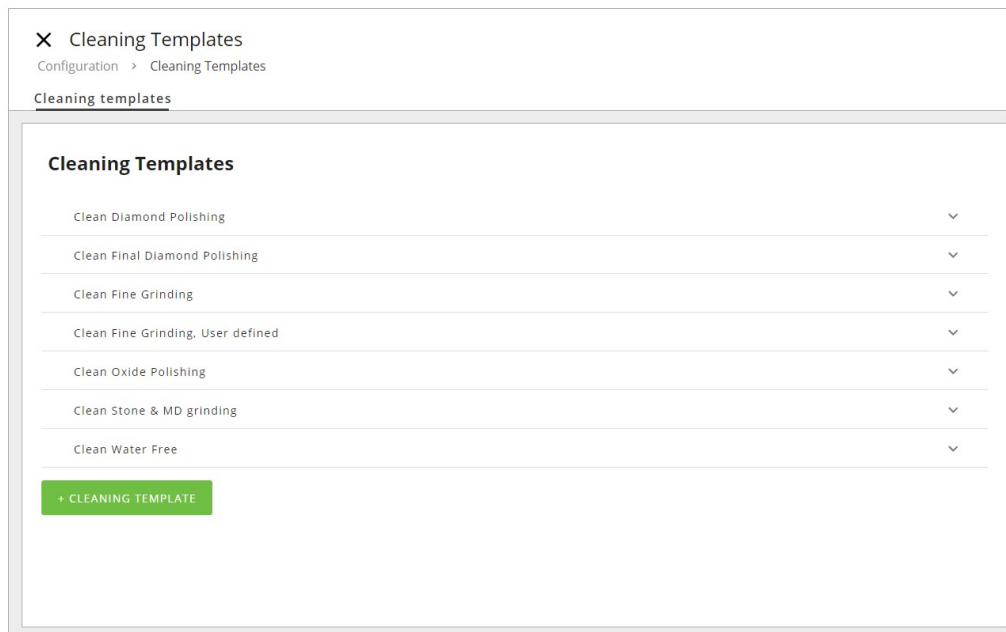 Cleaning Templates
Configuration > Cleaning Templates
Cleaning templates
Cleaning Templates
Clean Diamond Polishing
Clean Final Diamond Polishing
Clean Fine Grinding
Clean Fine Grinding, User defined
Clean Oxide Polishing
Clean Stone & MD grinding
Clean Water Free
+ CLEANING TEMPLATE